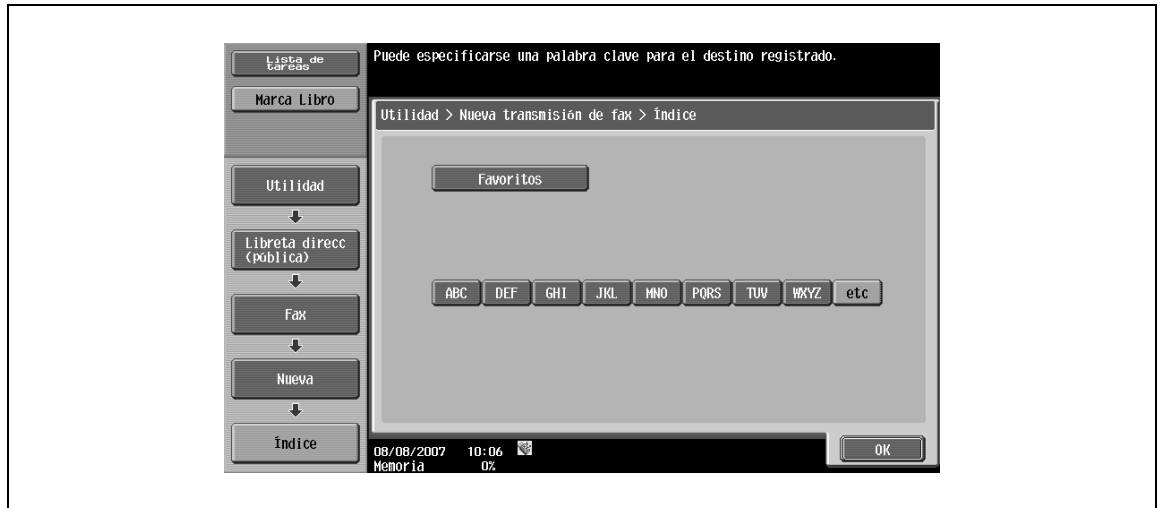 Lista de
tareas
Marca Libro
Puede especificarse una palabra clave para el destino registrado.
Utilidad > Nueva transmisión de fax > Índice
Favoritos
ABC DEF GHI JKL MNO PQRS TUV WXYZ etc
Utilidad
Libreta direcc
(pública)
Fax
Nueva
Índice
08/08/2007 10:06
Memoria 0%
OK